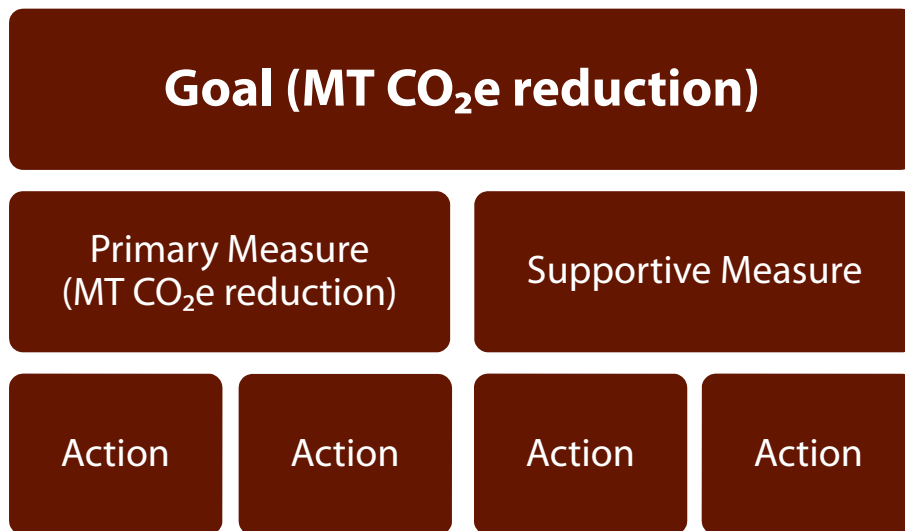 Goal (MT CO₂e reduction)
Primary Measure
(MT CO₂e reduction)
Supportive Measure
Action
Action
Action
Action